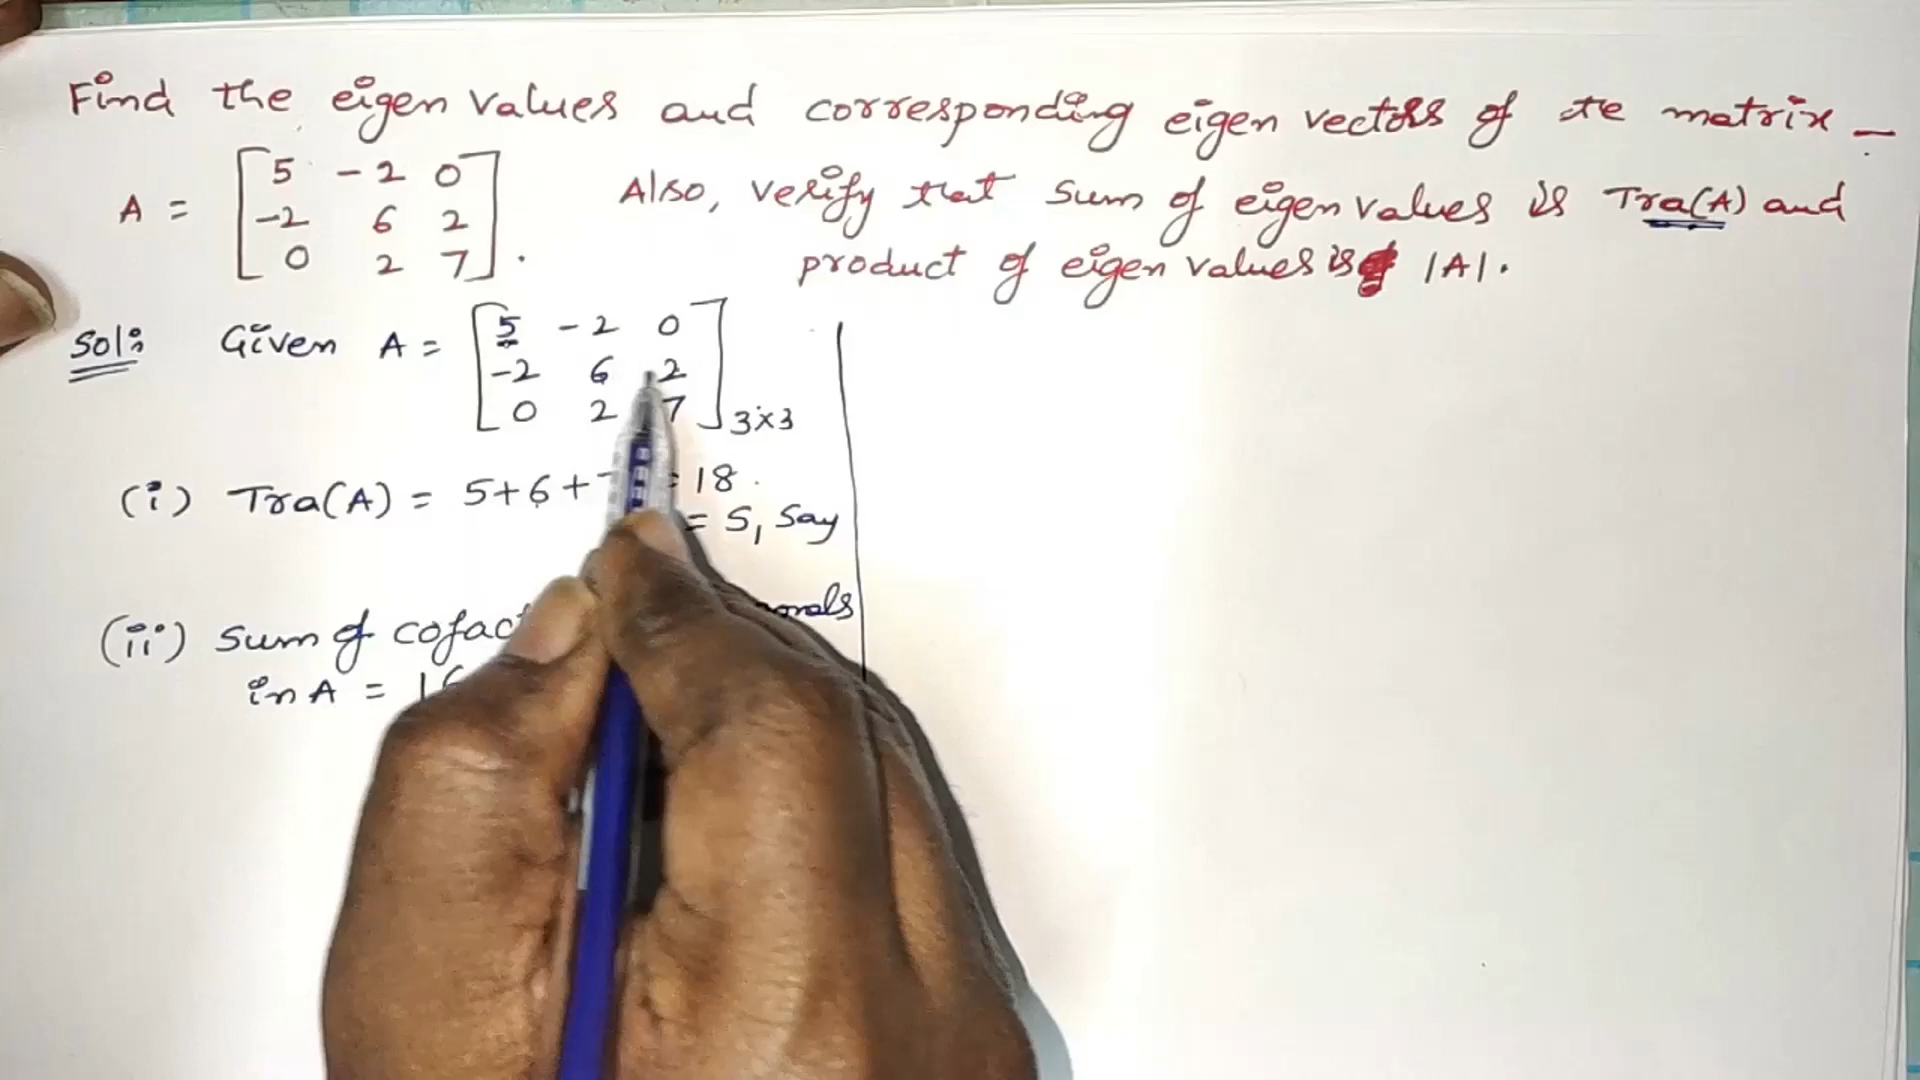 Find the eigen values and corresponding eigen vectors of the matrix -
A = [5 -2 0
-2 6 2
0 2 7].
Also, verify that sum of eigen values is Tra(A) and
product of eigen values is |A|.
Sol: Given A = [5 -2 0
-2 6 2
0 2 7]3×3
(i) Tra(A) = 5+6+ = 18.
= S, Say
(ii) Sum of
in A =